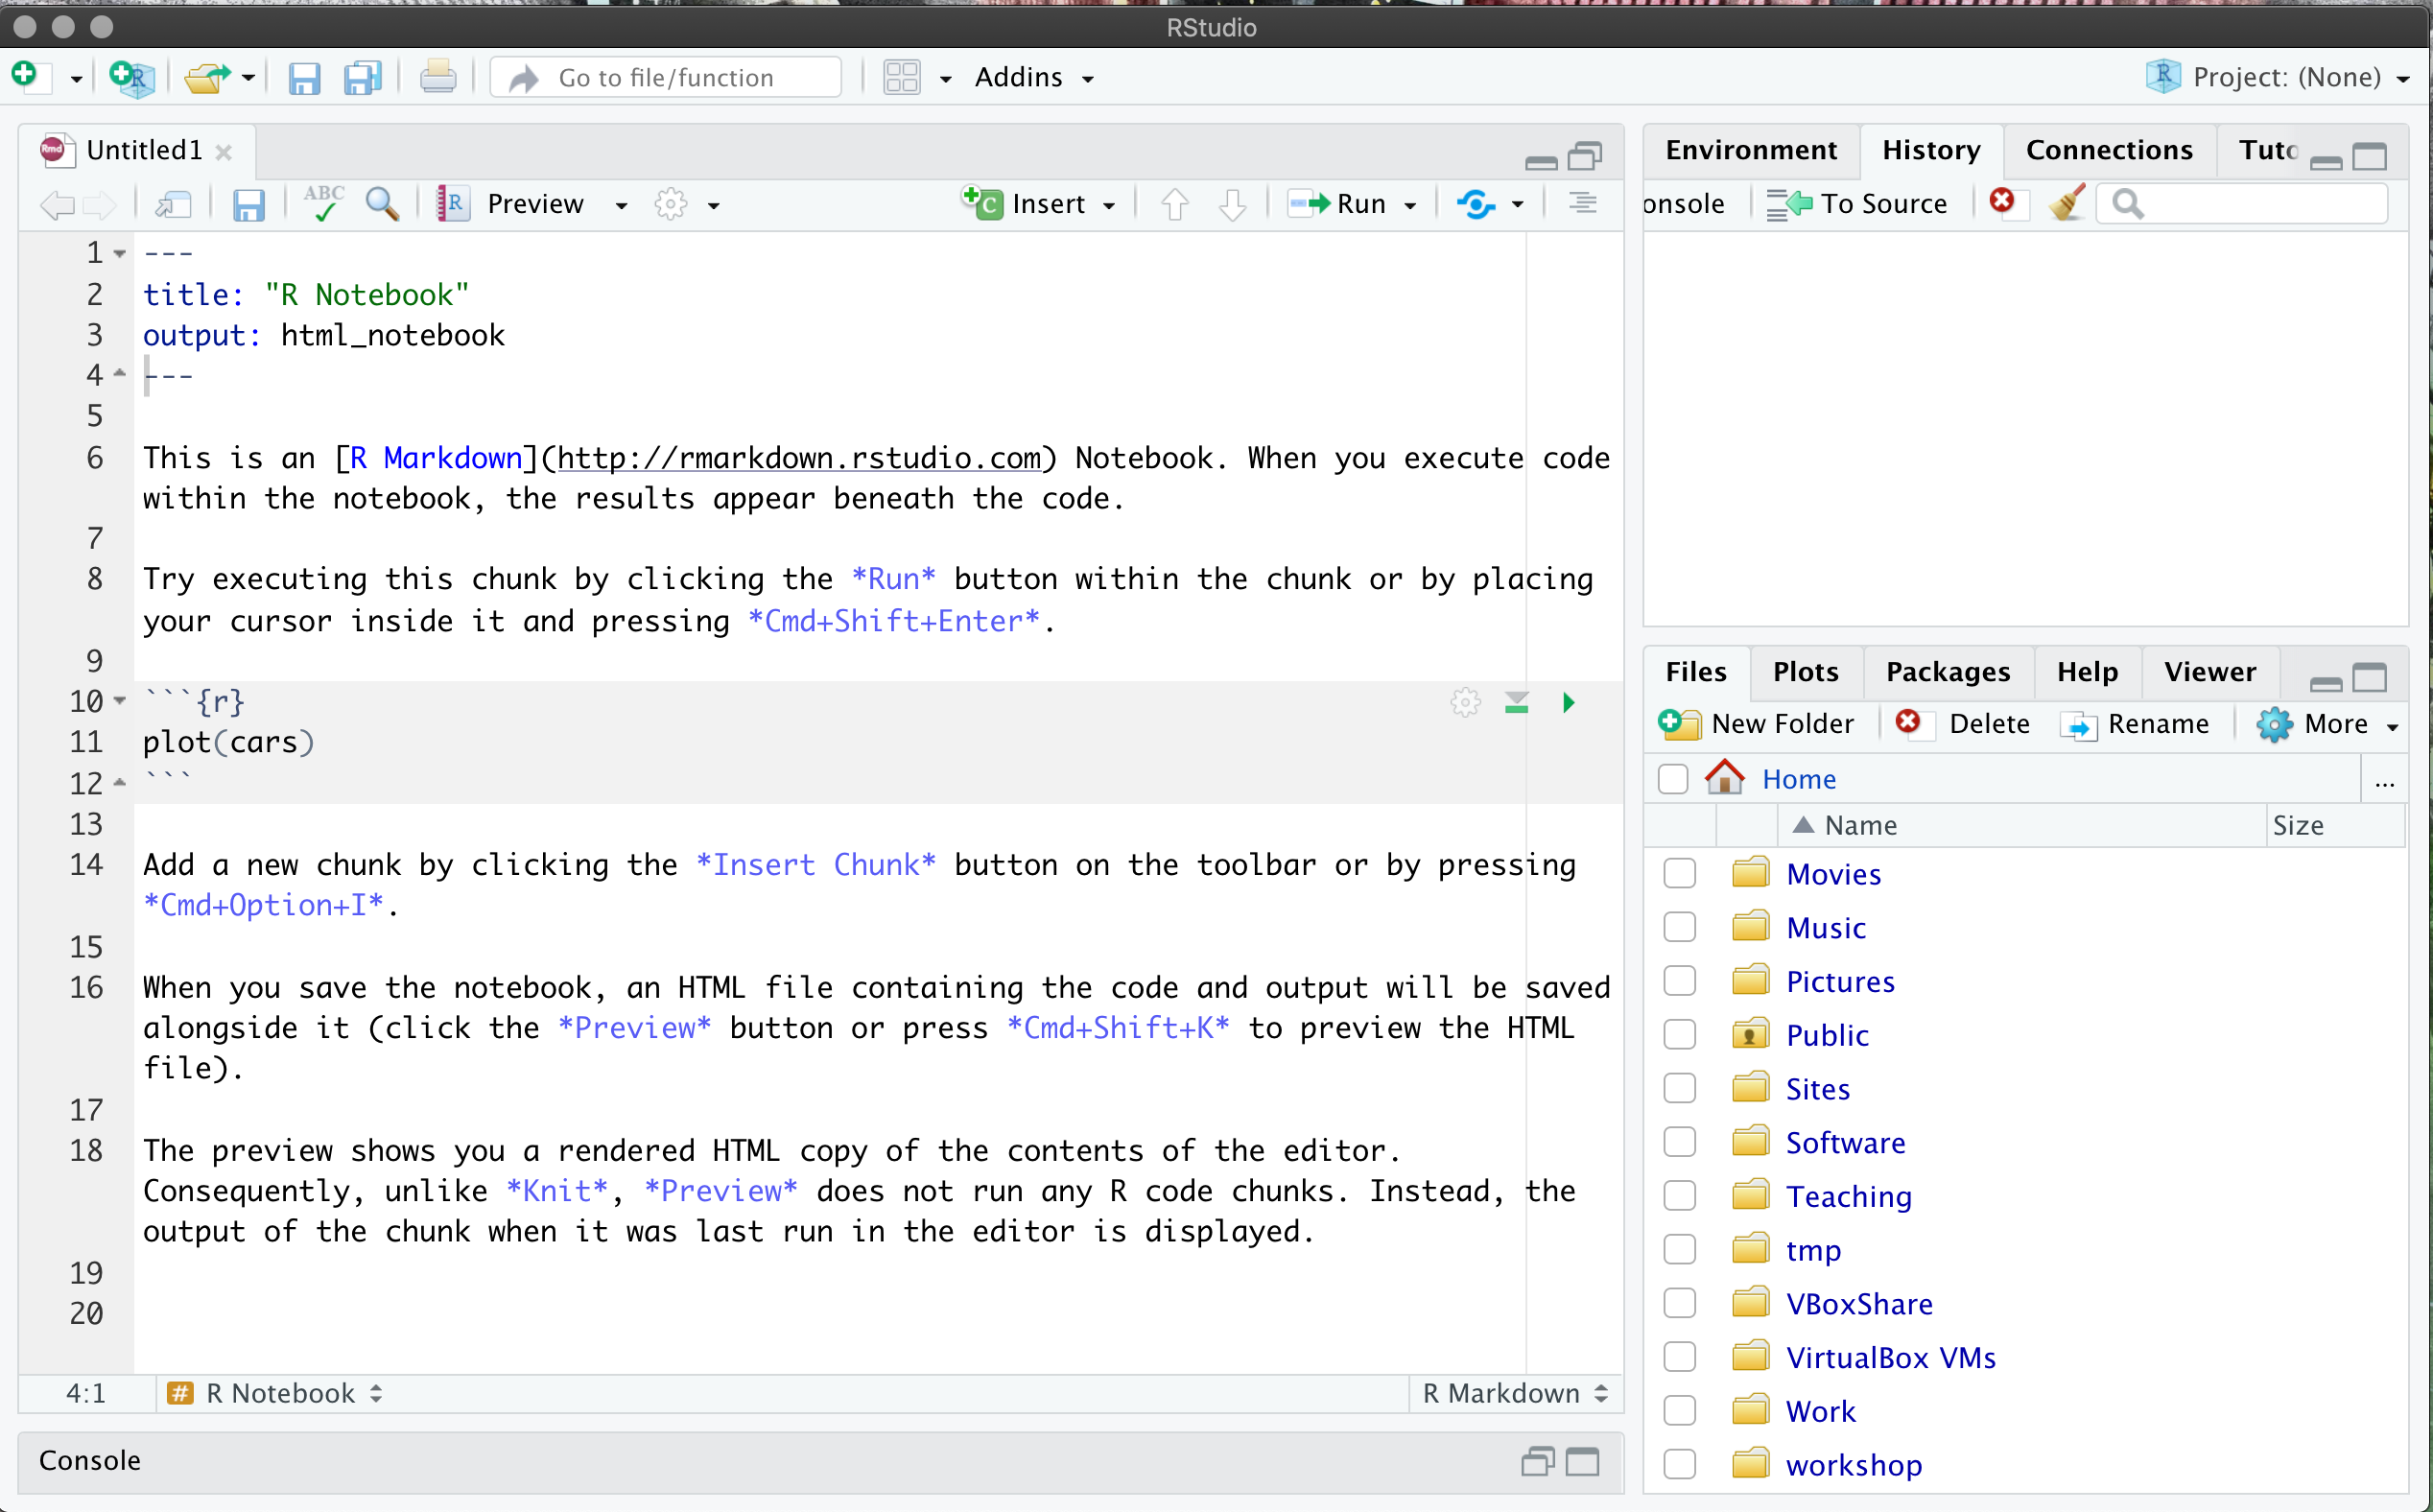 RStudio
Go to file/function
Addins
Project: (None)
Untitled1
ABC
Preview
Insert
Run
1 ---
2 title: "R Notebook"
3 output: html_notebook
4 ---
5
6 This is an [R Markdown](http://rmarkdown.rstudio.com) Notebook. When you execute code
within the notebook, the results appear beneath the code.
7
8 Try executing this chunk by clicking the *Run* button within the chunk or by placing
your cursor inside it and pressing *Cmd+Shift+Enter*.
9
10 ```{r}
11 plot(cars)
12 ```
13
14 Add a new chunk by clicking the *Insert Chunk* button on the toolbar or by pressing
*Cmd+Option+I*.
15
16 When you save the notebook, an HTML file containing the code and output will be saved
alongside it (click the *Preview* button or press *Cmd+Shift+K* to preview the HTML
file).
17
18 The preview shows you a rendered HTML copy of the contents of the editor.
Consequently, unlike *Knit*, *Preview* does not run any R code chunks. Instead, the
output of the chunk when it was last run in the editor is displayed.
19
20
4:1 # R Notebook R Markdown
Console
Environment History Connections Tuto
onsole To Source
Files Plots Packages Help Viewer
New Folder Delete Rename More
Home ...
Name Size
Movies
Music
Pictures
Public
Sites
Software
Teaching
tmp
VBoxShare
VirtualBox VMs
Work
workshop